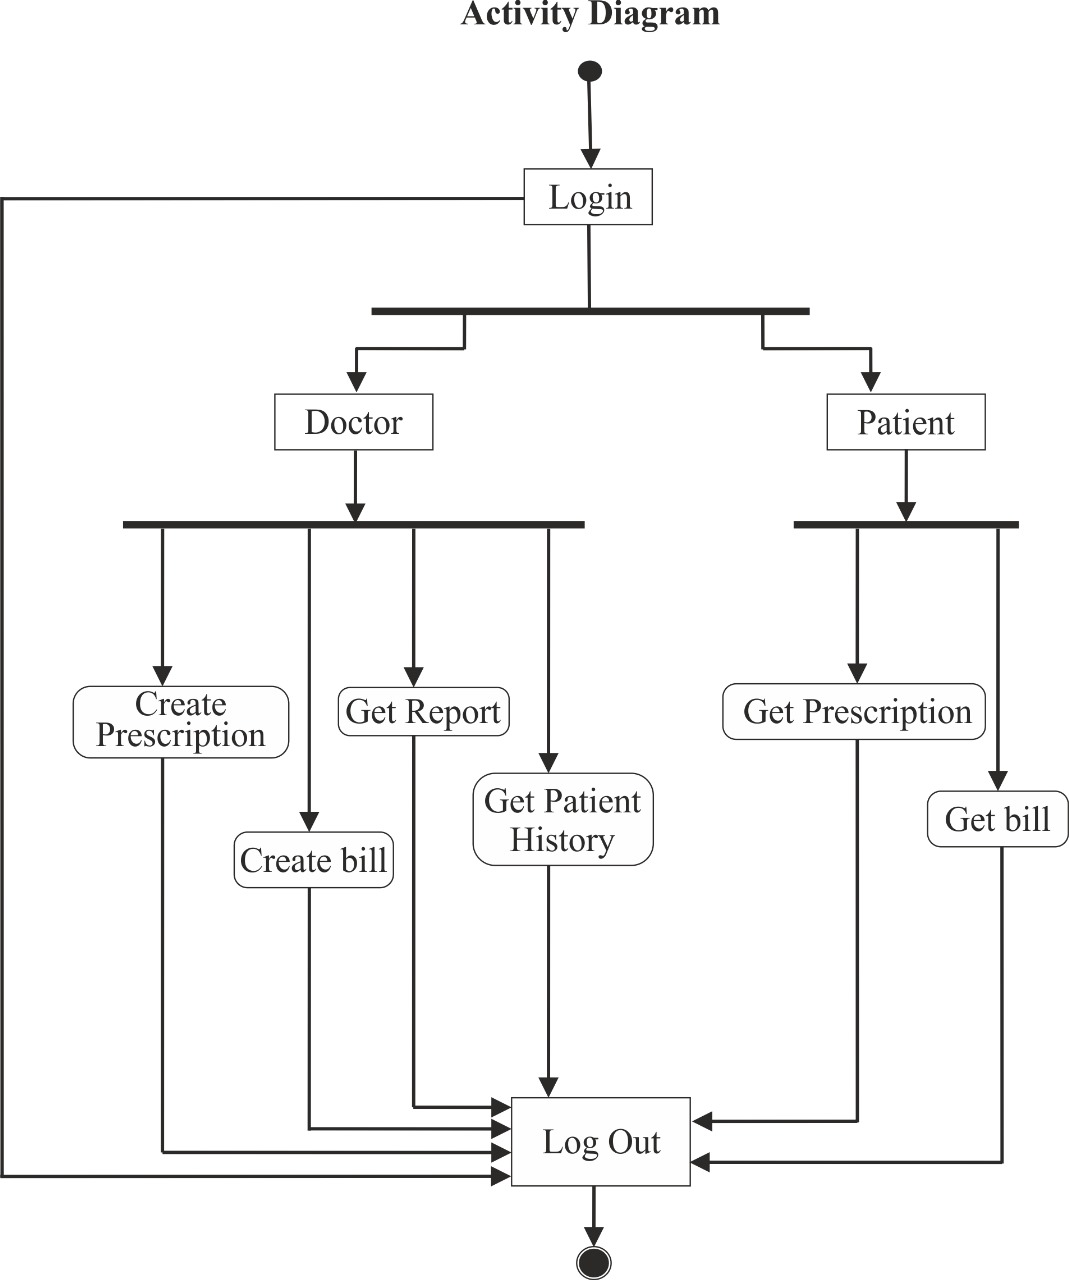 Activity Diagram
Login
Doctor
Patient
Create
Prescription
Get Report
Get Prescription
Get Patient
History
Get bill
Create bill
Log Out